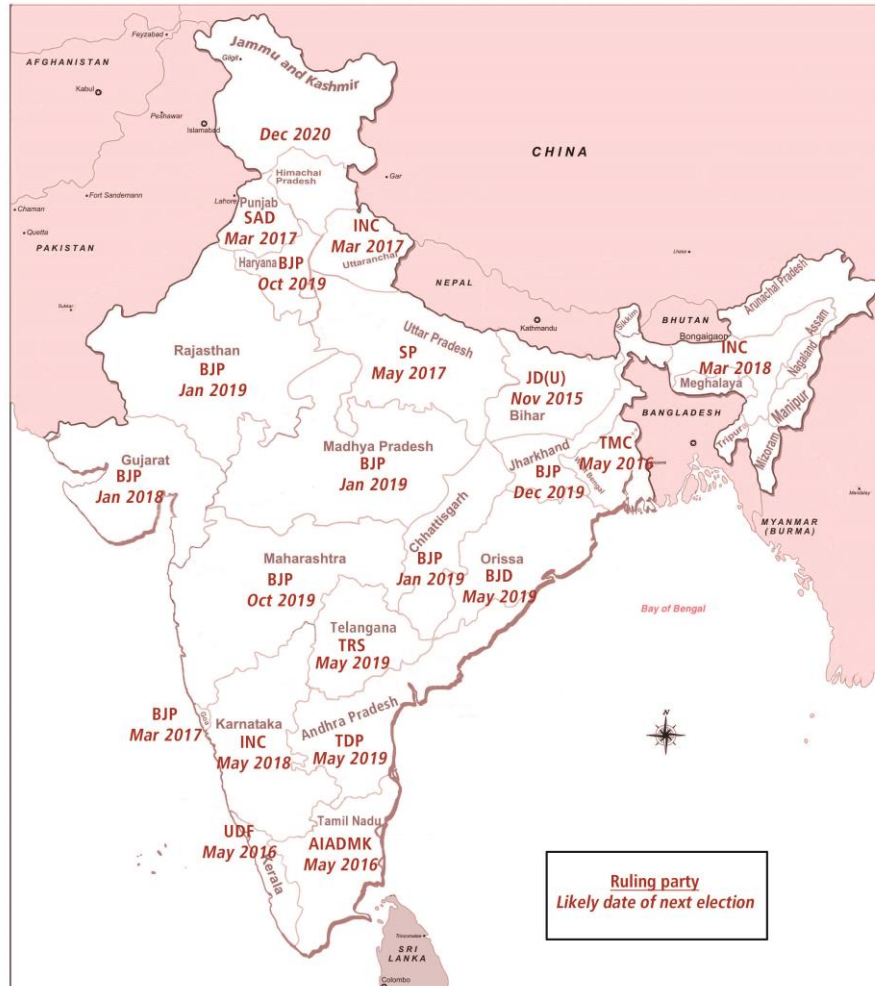 Feyzabad
Jammu and Kashmir
Gilgit
AFGHANISTAN
Kabul
Peshawar
Islamabad
Dec 2020
CHINA
Himachal
Pradesh
Gar
Fort Sandemann
Lahore
Punjab
SAD
Mar 2017
INC
Mar 2017
Uttaranchal
Chaman
Quetta
PAKISTAN
Haryana
BJP
Oct 2019
Lhasa
NEPAL
Arunachal Pradesh
Sukkur
Kathmandu
Sikkim
BHUTAN
Bongaigaon
Assam
Uttar Pradesh
SP
May 2017
INC
Mar 2018
Nagaland
Rajasthan
BJP
Jan 2019
JD(U)
Nov 2015
Bihar
Meghalaya
BANGLADESH
Manipur
Tripura
Mizoram
Gujarat
BJP
Jan 2018
Madhya Pradesh
BJP
Jan 2019
Jharkhand
BJP
Dec 2019
TMC
May 2016
West Bengal
Mandalay
MYANMAR
(BURMA)
Chhattisgarh
BJP
Jan 2019
Maharashtra
BJP
Oct 2019
Orissa
BJD
May 2019
Bay of Bengal
Telangana
TRS
May 2019
BJP
Mar 2017
Goa
Karnataka
INC
May 2018
Andhra Pradesh
TDP
May 2019
N
UDF
May 2016
Kerala
Tamil Nadu
AIADMK
May 2016
Ruling party
Likely date of next election
Trincomalee
SRI
LANKA
Colombo